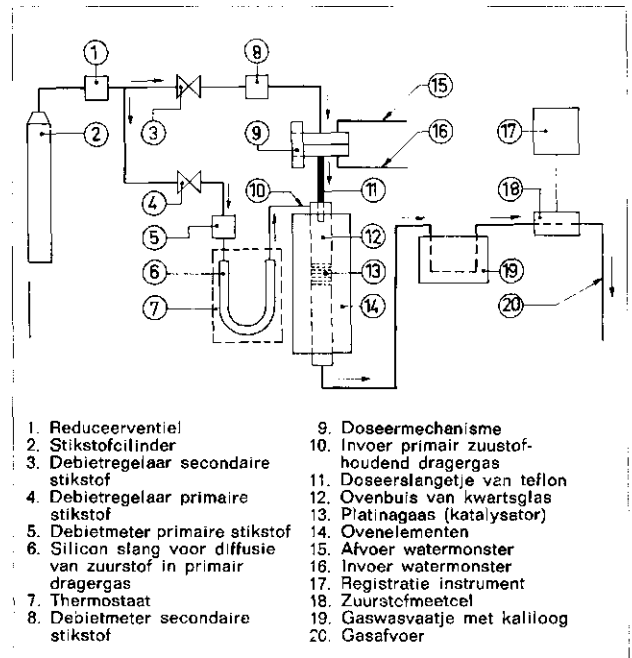 1
2
3
4
5
6
7
8
9
10
11
12
13
14
15
16
17
18
19
20
1. Reduceerventiel
2. Stikstofcilinder
3. Debietregelaar secondaire
stikstof
4. Debietregelaar primaire
stikstof
5. Debietmeter primaire stikstof
6. Silicon slang voor diffusie
van zuurstof in primair
dragergas
7. Thermostaat
8. Debietmeter secondaire
stikstof
9. Doseermechanisme
10. Invoer primair zuustof-
houdend dragergas
11. Doseerslangetje van teflon
12. Ovenbuis van kwartsglas
13. Platinagaas (katalysator)
14. Ovenelementen
15. Afvoer watermonster
16. Invoer watermonster
17. Registratie instrument
18. Zuurstofmeetcel
19. Gaswasvaatje met kaliloog
20. Gasafvoer